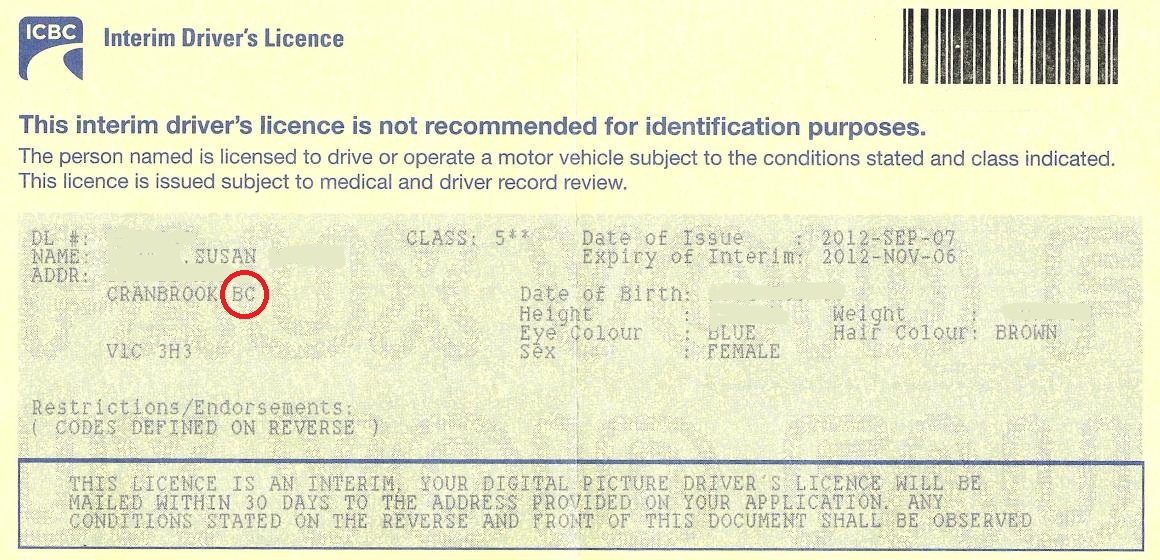 ICBC
Interim Driver's Licence
This interim driver's licence is not recommended for identification purposes.
The person named is licensed to drive or operate a motor vehicle subject to the conditions stated and class indicated.
This licence is issued subject to medical and driver record review.
DL #: CLASS: 5** Date of Issue : 2012-SEP-07
NAME: .SUSAN Expiry of Interim: 2012-NOV-06
ADDR:
CRANBROOK BC Date of Birth:
Height : Weight :
Eye Colour : BLUE Hair Colour: BROWN
V1C 3H3 Sex : FEMALE
Restrictions/Endorsements:
( CODES DEFINED ON REVERSE )
THIS LICENCE IS AN INTERIM. YOUR DIGITAL PICTURE DRIVER'S LICENCE WILL BE
MAILED WITHIN 30 DAYS TO THE ADDRESS PROVIDED ON YOUR APPLICATION. ANY
CONDITIONS STATED ON THE REVERSE AND FRONT OF THIS DOCUMENT SHALL BE OBSERVED